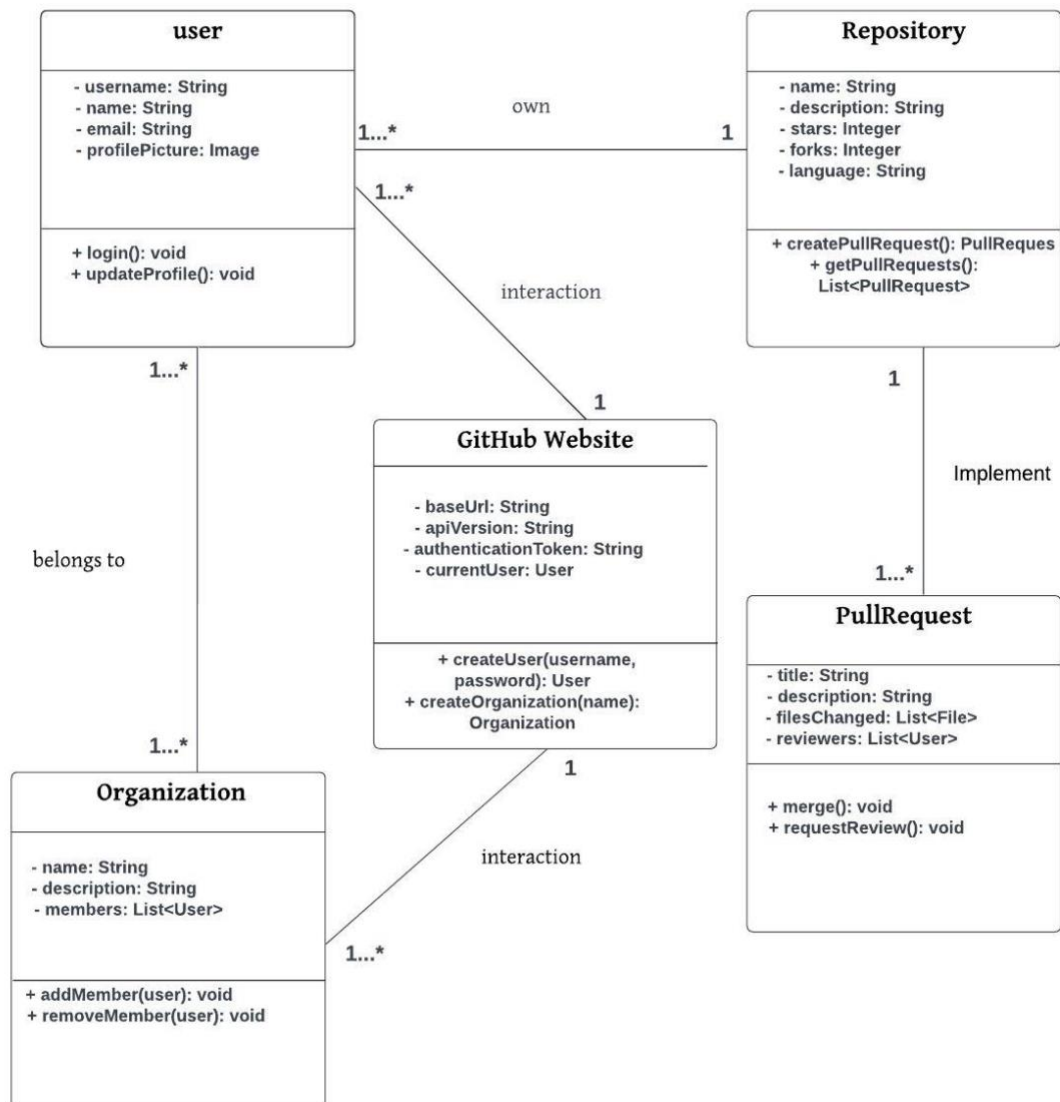 user
- username: String
- name: String
- email: String
- profilePicture: Image
+ login(): void
+ updateProfile(): void
own
1...*
1
Repository
- name: String
- description: String
- stars: Integer
- forks: Integer
- language: String
+ createPullRequest(): PullReques
+ getPullRequests():
List<PullRequest>
1...*
interaction
1
1...*
belongs to
1...*
GitHub Website
- baseUrl: String
- apiVersion: String
- authenticationToken: String
- currentUser: User
+ createUser(username,
password): User
+ createOrganization(name):
Organization
1
Implement
1...*
PullRequest
- title: String
- description: String
- filesChanged: List<File>
- reviewers: List<User>
+ merge(): void
+ requestReview(): void
1
interaction
1...*
Organization
- name: String
- description: String
- members: List<User>
+ addMember(user): void
+ removeMember(user): void